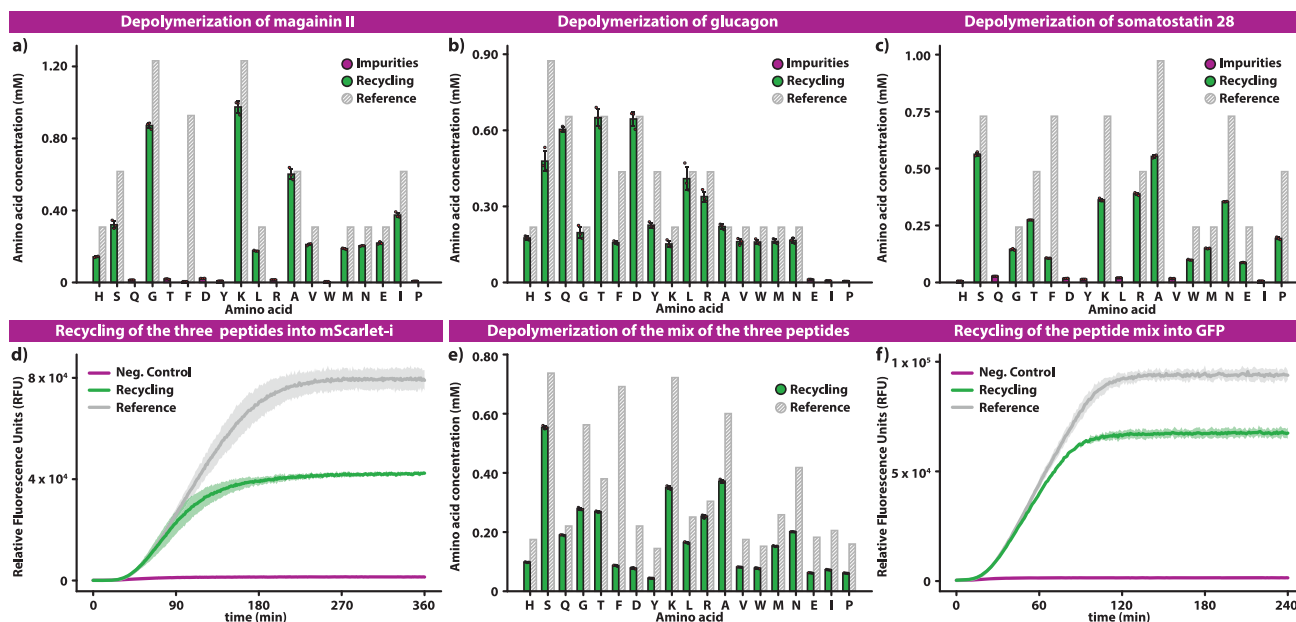 Depolymerization of magainin II
a)
Amino acid concentration (mM)
1.20
0.80
0.40
0
Impurities
Recycling
Reference
H S Q G T F D Y K L R A V W M N E I P
Amino acid
Depolymerization of glucagon
b)
Amino acid concentration (mM)
0.90
0.60
0.30
0
Impurities
Recycling
Reference
H S Q G T F D Y K L R A V W M N E I P
Amino acid
Depolymerization of somatostatin 28
c)
Amino acid concentration (mM)
0.75
0.50
0.25
0
Impurities
Recycling
Reference
H S Q G T F D Y K L R A V W M N E I P
Amino acid
Recycling of the three peptides into mScarlet-i
d)
Relative Fluorescence Units (RFU)
8 x 10⁴
4 x 10⁴
0
Neg. Control
Recycling
Reference
0 90 180 270 360
time (min)
Depolymerization of the mix of the three peptides
e)
Amino acid concentration (mM)
0.80
0.60
0.40
0.20
0
Recycling
Reference
H S Q G T F D Y K L R A V W M N E I P
Amino acid
Recycling of the peptide mix into GFP
f)
Relative Fluorescence Units (RFU)
1 x 10⁵
5 x 10⁴
0
Neg. Control
Recycling
Reference
0 60 120 180 240
time (min)